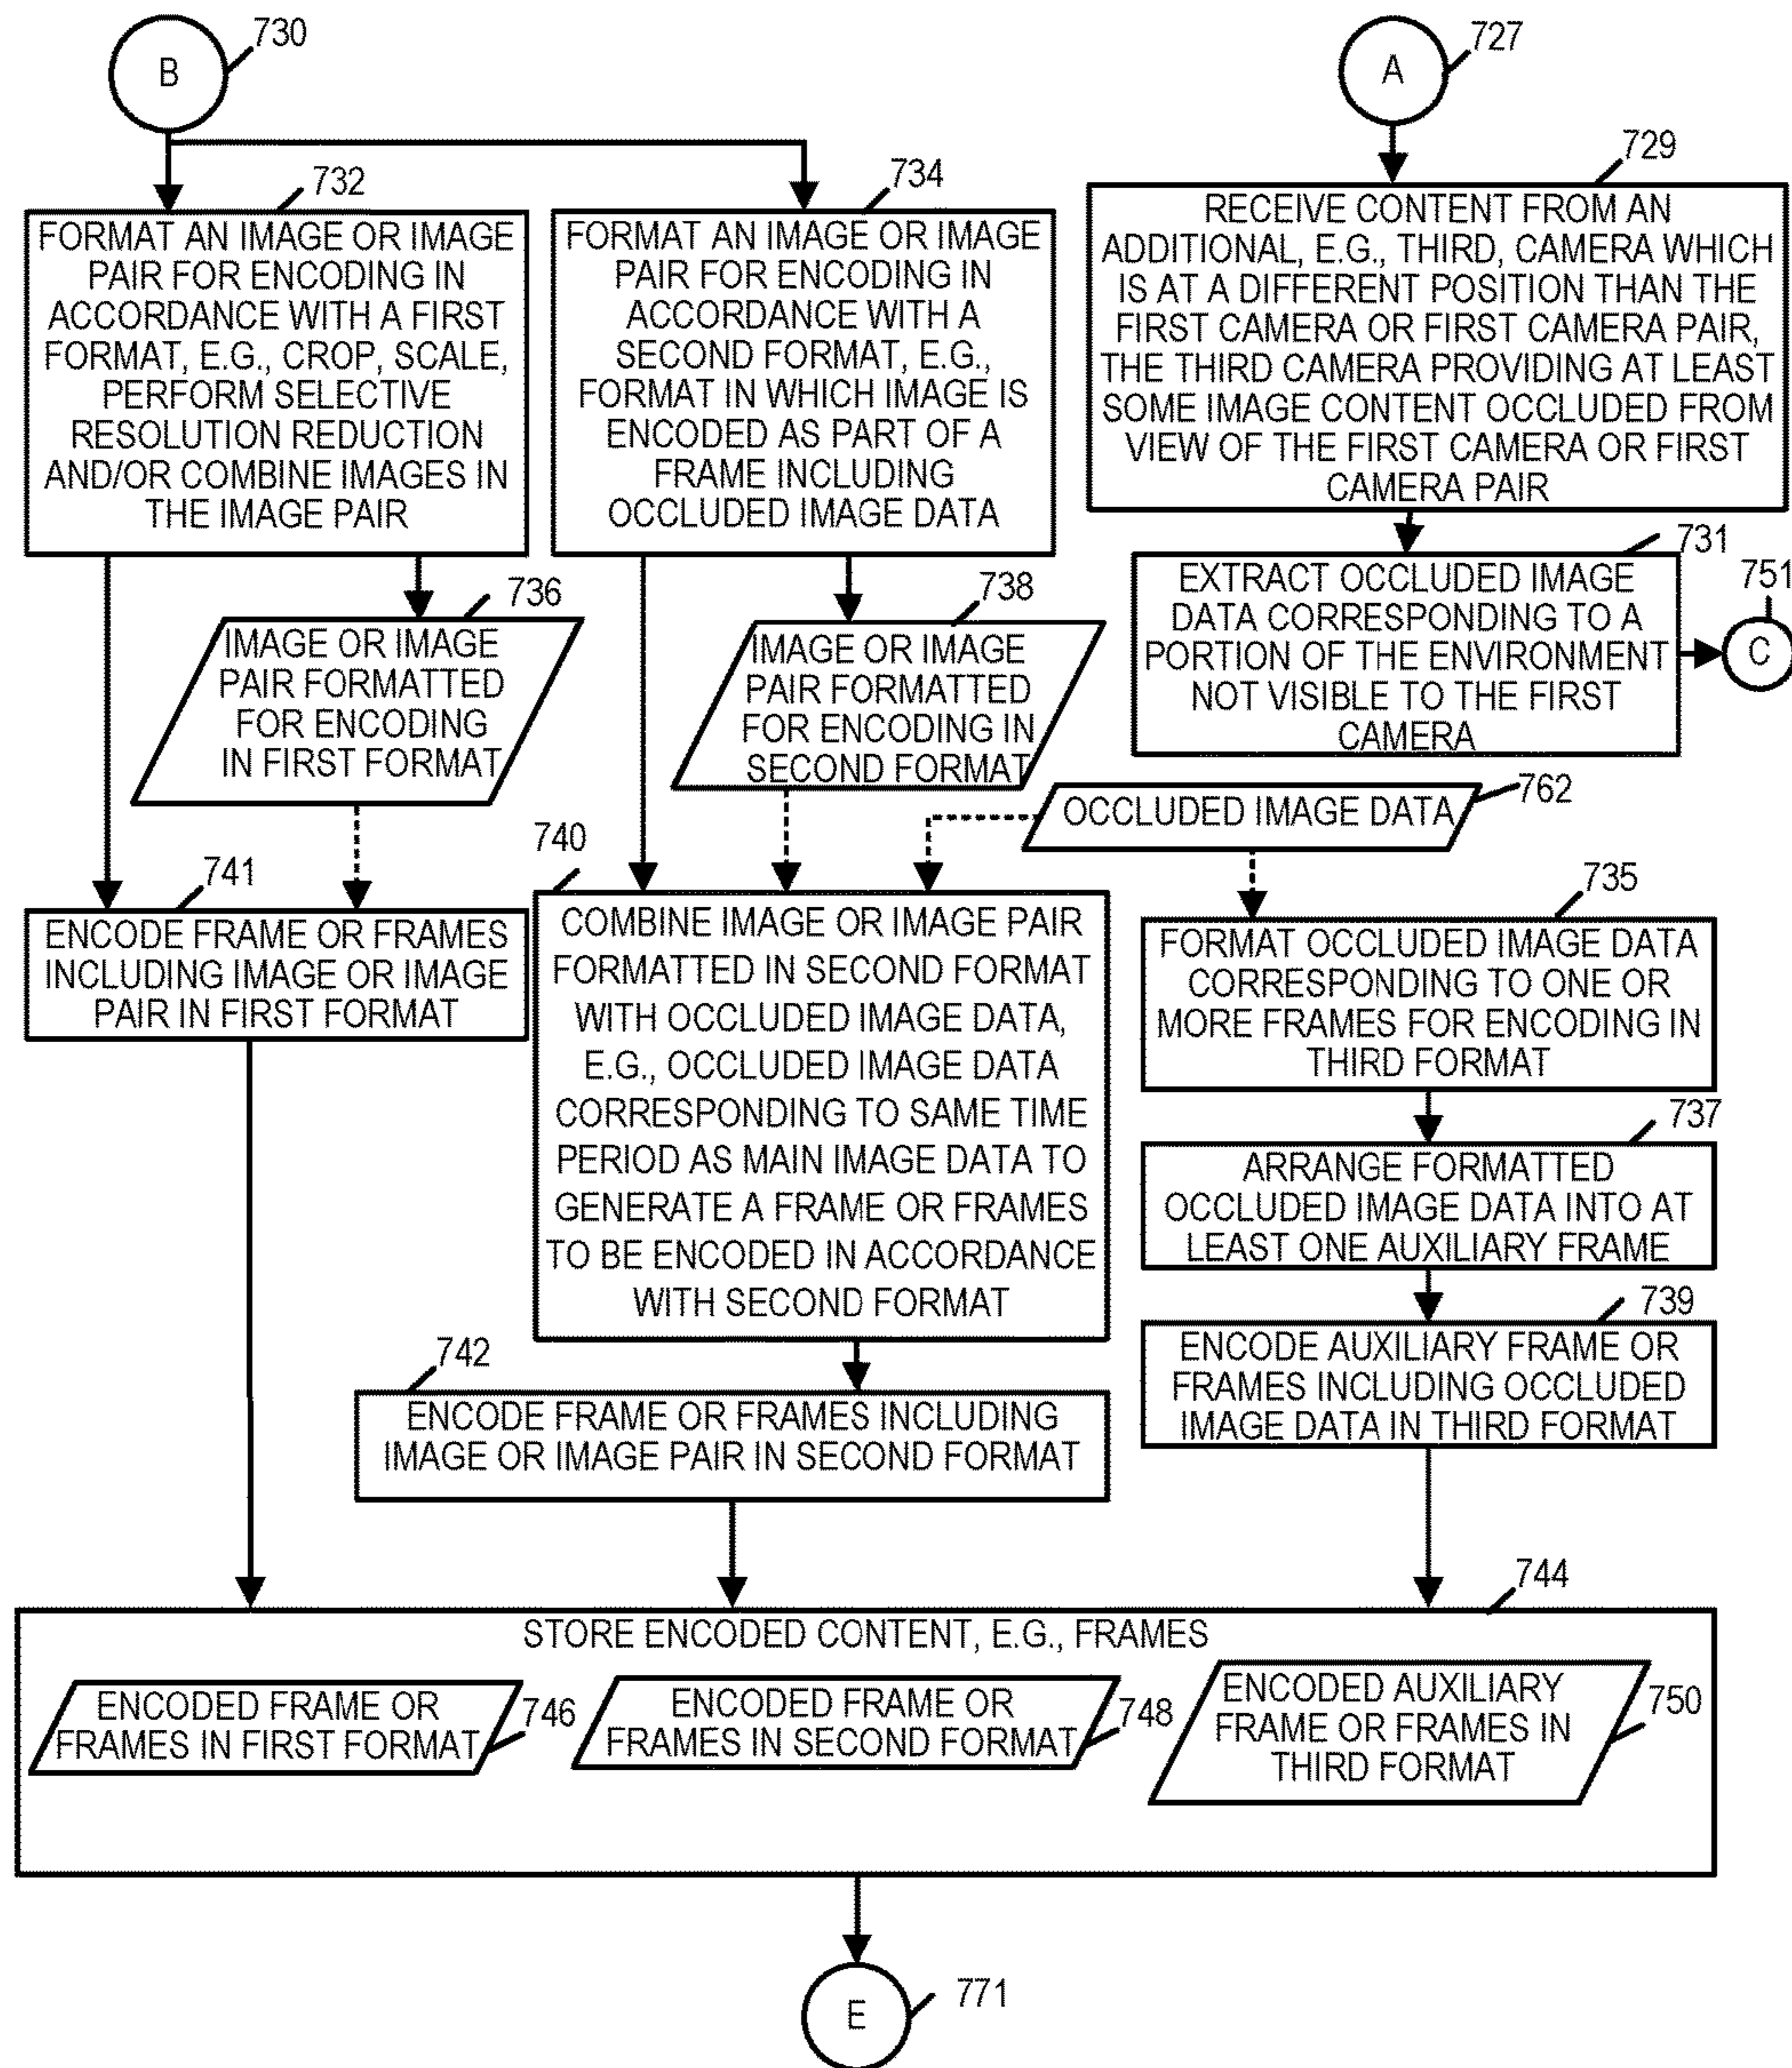 B
730
A
727
732
FORMAT AN IMAGE OR IMAGE
PAIR FOR ENCODING IN
ACCORDANCE WITH A FIRST
FORMAT, E.G., CROP, SCALE,
PERFORM SELECTIVE
RESOLUTION REDUCTION
AND/OR COMBINE IMAGES IN
THE IMAGE PAIR
734
FORMAT AN IMAGE OR IMAGE
PAIR FOR ENCODING IN
ACCORDANCE WITH A
SECOND FORMAT, E.G.,
FORMAT IN WHICH IMAGE IS
ENCODED AS PART OF A
FRAME INCLUDING
OCCLUDED IMAGE DATA
729
RECEIVE CONTENT FROM AN
ADDITIONAL, E.G., THIRD, CAMERA WHICH
IS AT A DIFFERENT POSITION THAN THE
FIRST CAMERA OR FIRST CAMERA PAIR,
THE THIRD CAMERA PROVIDING AT LEAST
SOME IMAGE CONTENT OCCLUDED FROM
VIEW OF THE FIRST CAMERA OR FIRST
CAMERA PAIR
731
EXTRACT OCCLUDED IMAGE
DATA CORRESPONDING TO A
PORTION OF THE ENVIRONMENT
NOT VISIBLE TO THE FIRST
CAMERA
751
C
736
IMAGE OR IMAGE
PAIR FORMATTED
FOR ENCODING
IN FIRST FORMAT
738
IMAGE OR IMAGE
PAIR FORMATTED
FOR ENCODING IN
SECOND FORMAT
OCCLUDED IMAGE DATA
762
741
ENCODE FRAME OR FRAMES
INCLUDING IMAGE OR IMAGE
PAIR IN FIRST FORMAT
740
COMBINE IMAGE OR IMAGE PAIR
FORMATTED IN SECOND FORMAT
WITH OCCLUDED IMAGE DATA,
E.G., OCCLUDED IMAGE DATA
CORRESPONDING TO SAME TIME
PERIOD AS MAIN IMAGE DATA TO
GENERATE A FRAME OR FRAMES
TO BE ENCODED IN ACCORDANCE
WITH SECOND FORMAT
735
FORMAT OCCLUDED IMAGE DATA
CORRESPONDING TO ONE OR
MORE FRAMES FOR ENCODING IN
THIRD FORMAT
737
ARRANGE FORMATTED
OCCLUDED IMAGE DATA INTO AT
LEAST ONE AUXILIARY FRAME
739
ENCODE AUXILIARY FRAME OR
FRAMES INCLUDING OCCLUDED
IMAGE DATA IN THIRD FORMAT
742
ENCODE FRAME OR FRAMES INCLUDING
IMAGE OR IMAGE PAIR IN SECOND FORMAT
744
STORE ENCODED CONTENT, E.G., FRAMES
ENCODED FRAME OR
FRAMES IN FIRST FORMAT
746
ENCODED FRAME OR
FRAMES IN SECOND FORMAT
748
ENCODED AUXILIARY
FRAME OR FRAMES IN
THIRD FORMAT
750
E
771